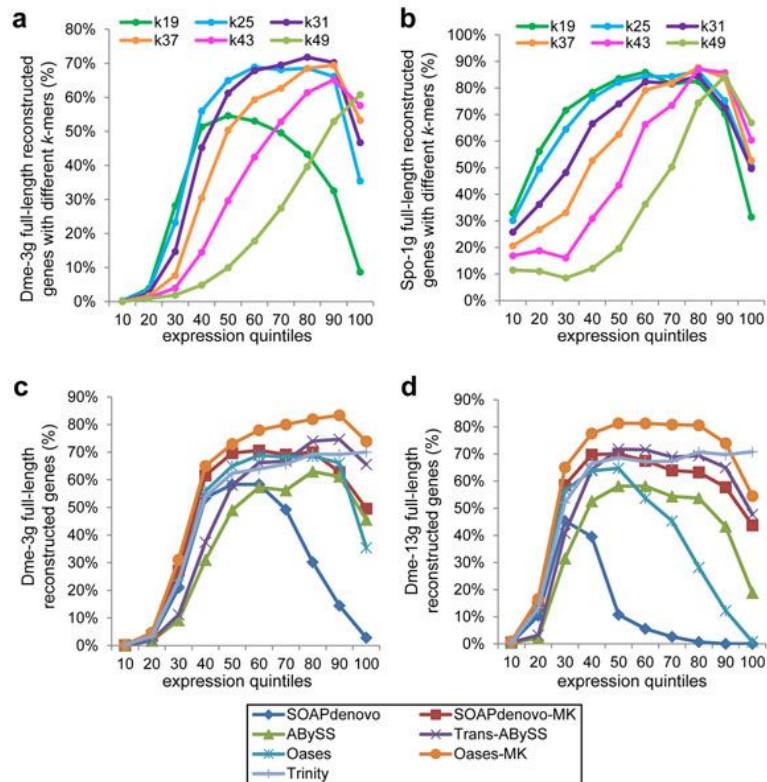 a
k19 k25 k31
k37 k43 k49
Dme-3g full-length reconstructed
genes with different k-mers (%)
80%
70%
60%
50%
40%
30%
20%
10%
0%
10 20 30 40 50 60 70 80 90 100
expression quintiles
b
k19 k25 k31
k37 k43 k49
Spo-1g full-length reconstructed
genes with different k-mers (%)
100%
90%
80%
70%
60%
50%
40%
30%
20%
10%
0%
10 20 30 40 50 60 70 80 90 100
expression quintiles
c
Dme-3g full-length
reconstructed genes (%)
90%
80%
70%
60%
50%
40%
30%
20%
10%
0%
10 20 30 40 50 60 70 80 90 100
expression quintiles
d
Dme-13g full-length
reconstructed genes (%)
90%
80%
70%
60%
50%
40%
30%
20%
10%
0%
10 20 30 40 50 60 70 80 90 100
expression quintiles
SOAPdenovo SOAPdenovo-MK
ABySS Trans-ABySS
Oases Oases-MK
Trinity